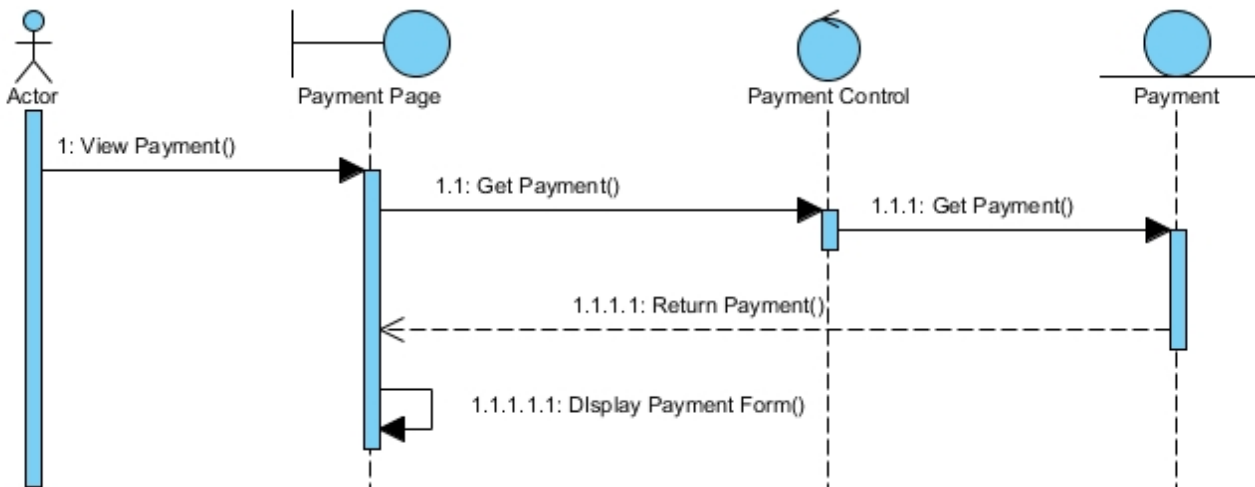 Actor
Payment Page
Payment Control
Payment
1: View Payment()
1.1: Get Payment()
1.1.1: Get Payment()
1.1.1.1: Return Payment()
1.1.1.1.1: DIsplay Payment Form()